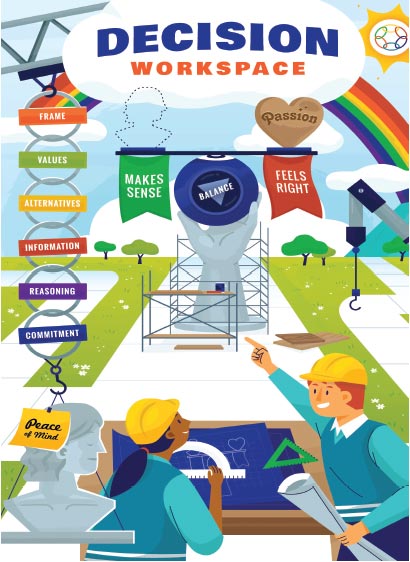 DECISION
WORKSPACE
FRAME
VALUES
ALTERNATIVES
INFORMATION
REASONING
COMMITMENT
Passion
MAKES
SENSE
BALANCE
FEELS
RIGHT
Peace
of Mind